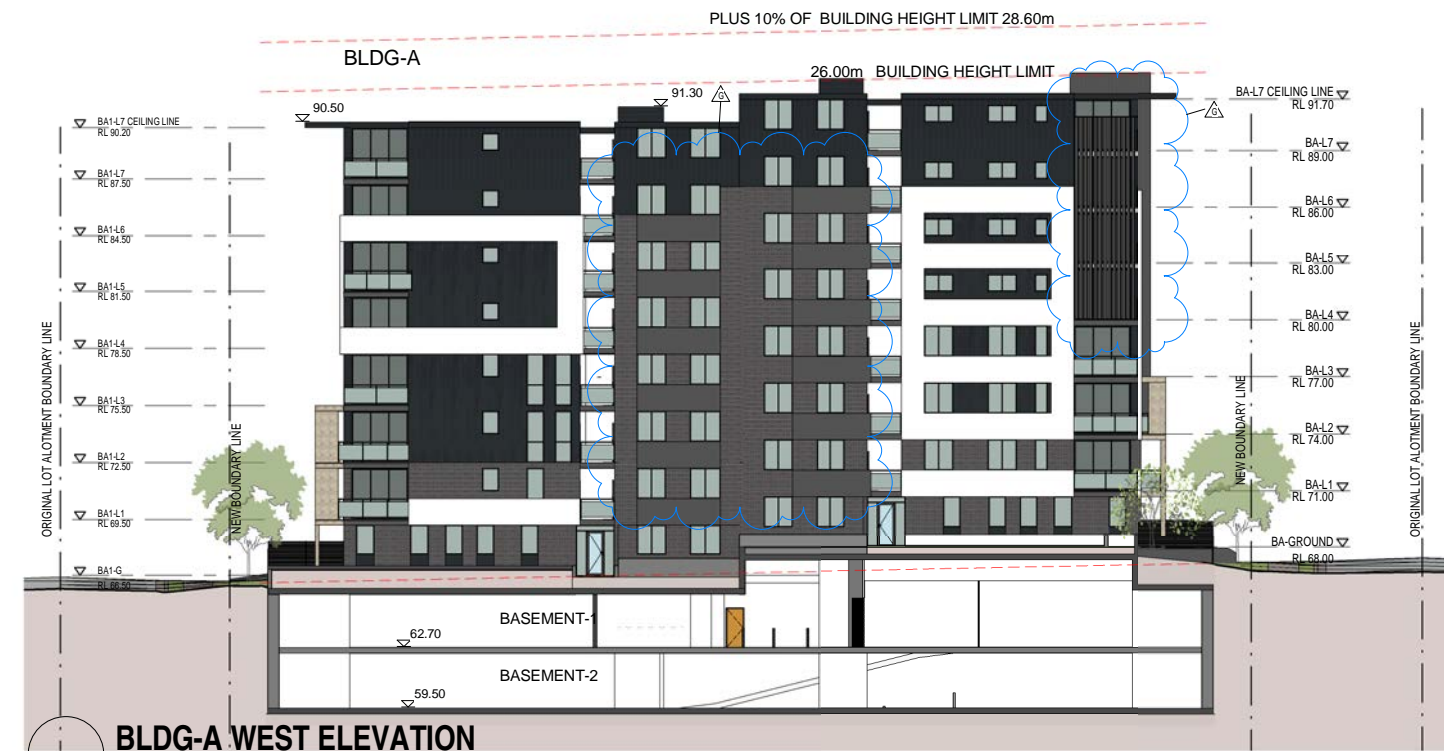 PLUS 10% OF BUILDING HEIGHT LIMIT 28.60m
BLDG-A
26.00m BUILDING HEIGHT LIMIT
90.50
91.30
G
G
BA1-L7 CEILING LINE
RL 90.20
BA1-L7
RL 87.50
BA1-L6
RL 84.50
BA1-L5
RL 81.50
BA1-L4
RL 78.50
BA1-L3
RL 75.50
BA1-L2
RL 72.50
BA1-L1
RL 69.50
BA1-G
RL 66.50
ORIGINAL LOT ALOTMENT BOUNDARY LINE
NEW BOUNDARY LINE
BA-L7 CEILING LINE
RL 91.70
BA-L7
RL 89.00
BA-L6
RL 86.00
BA-L5
RL 83.00
BA-L4
RL 80.00
BA-L3
RL 77.00
BA-L2
RL 74.00
BA-L1
RL 71.00
BA-GROUND
RL 68.00
NEW BOUNDARY LINE
ORIGINAL LOT ALOTMENT BOUNDARY LINE
BASEMENT-1
62.70
BASEMENT-2
59.50
BLDG-A WEST ELEVATION